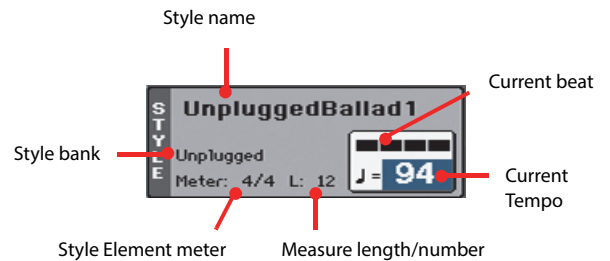 Style name
Current beat
STYLE
UnpluggedBallad1
Style bank
Unplugged
Meter: 4/4 L: 12
♩= 94
Current
Tempo
Style Element meter
Measure length/number